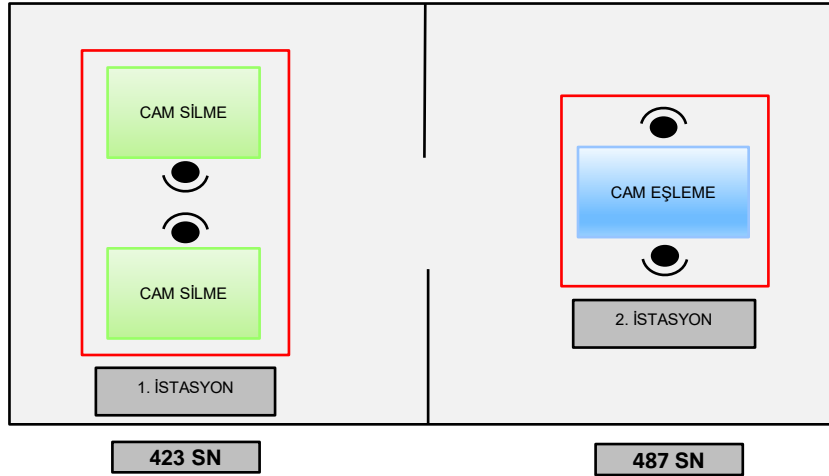 CAM SİLME
CAM SİLME
1. İSTASYON
423 SN
CAM EŞLEME
2. İSTASYON
487 SN